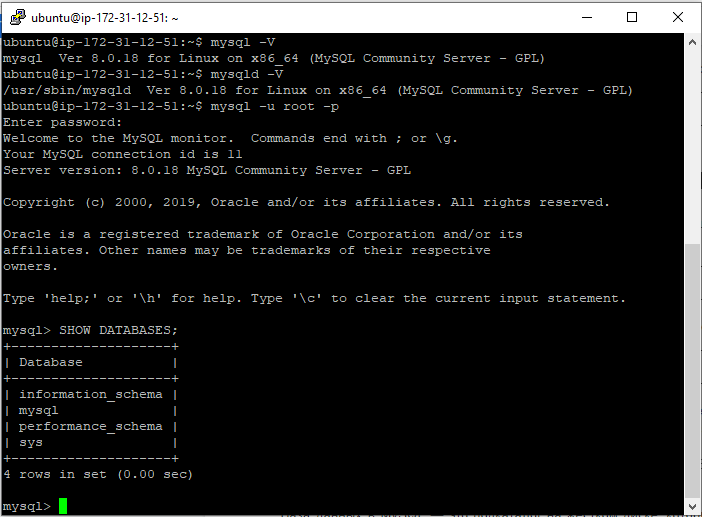 ubuntu@ip-172-31-12-51: ~
ubuntu@ip-172-31-12-51:~$ mysql -V
mysql  Ver 8.0.18 for Linux on x86_64 (MySQL Community Server - GPL)
ubuntu@ip-172-31-12-51:~$ mysqld -V
/usr/sbin/mysqld  Ver 8.0.18 for Linux on x86_64 (MySQL Community Server - GPL)
ubuntu@ip-172-31-12-51:~$ mysql -u root -p
Enter password:
Welcome to the MySQL monitor.  Commands end with ; or \g.
Your MySQL connection id is 11
Server version: 8.0.18 MySQL Community Server - GPL
Copyright (c) 2000, 2019, Oracle and/or its affiliates. All rights reserved.
Oracle is a registered trademark of Oracle Corporation and/or its
affiliates. Other names may be trademarks of their respective
owners.
Type 'help;' or '\h' for help. Type '\c' to clear the current input statement.
mysql> SHOW DATABASES;
+--------------------+
| Database           |
+--------------------+
| information_schema |
| mysql              |
| performance_schema |
| sys                |
+--------------------+
4 rows in set (0.00 sec)
mysql>